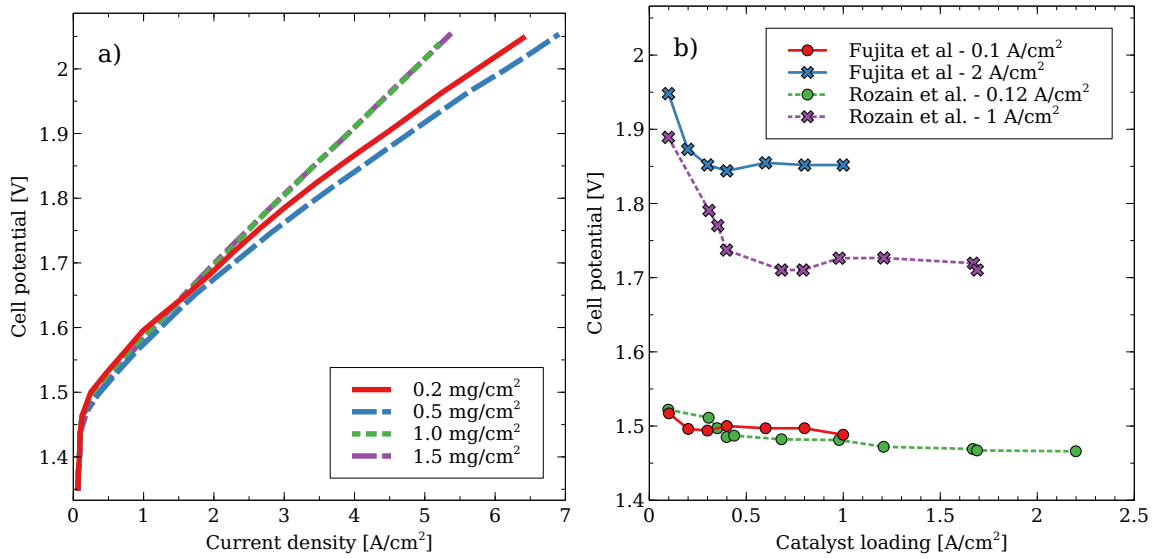 a)
Cell potential [V]
2
1.9
1.8
1.7
1.6
1.5
1.4
0 1 2 3 4 5 6 7
Current density [A/cm²]
0.2 mg/cm²
0.5 mg/cm²
1.0 mg/cm²
1.5 mg/cm²
b)
Cell potential [V]
2
1.9
1.8
1.7
1.6
1.5
1.4
0 0.5 1 1.5 2 2.5
Catalyst loading [A/cm²]
Fujita et al - 0.1 A/cm²
Fujita et al - 2 A/cm²
Rozain et al. - 0.12 A/cm²
Rozain et al. - 1 A/cm²